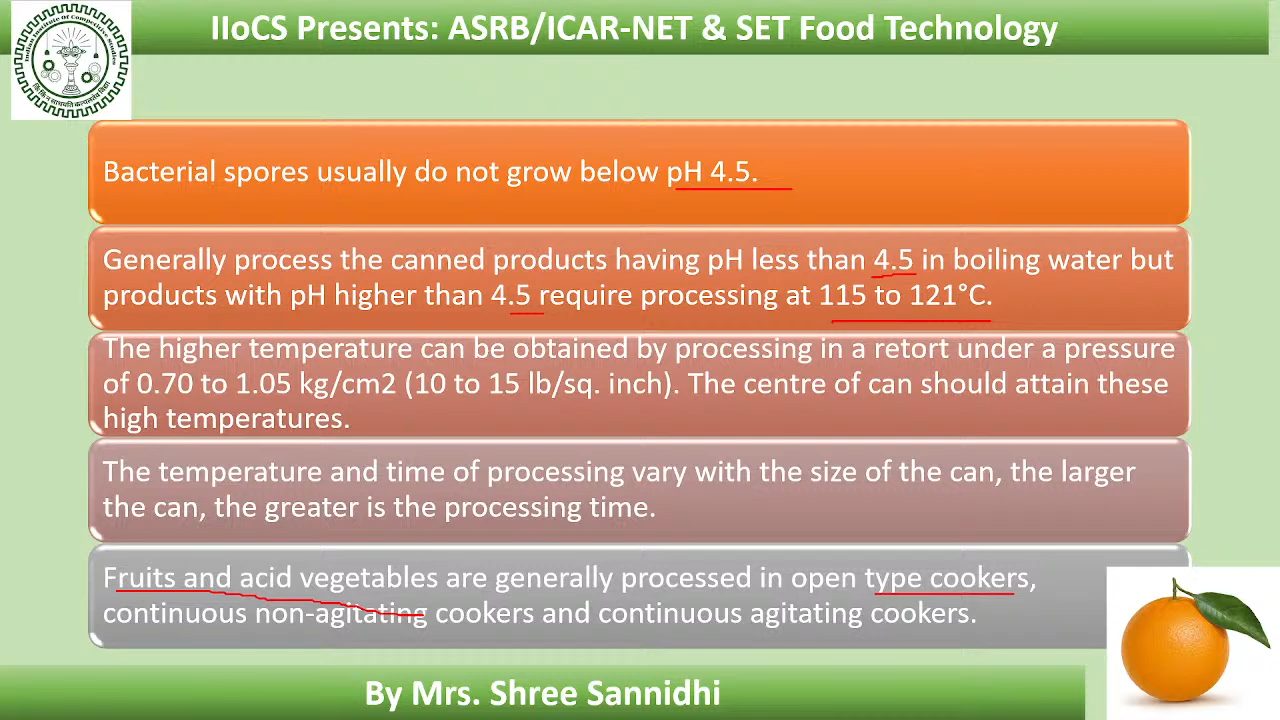 IIoCS Presents: ASRB/ICAR-NET & SET Food Technology
Bacterial spores usually do not grow below pH 4.5.
Generally process the canned products having pH less than 4.5 in boiling water but
products with pH higher than 4.5 require processing at 115 to 121°C.
The higher temperature can be obtained by processing in a retort under a pressure
of 0.70 to 1.05 kg/cm2 (10 to 15 lb/sq. inch). The centre of can should attain these
high temperatures.
The temperature and time of processing vary with the size of the can, the larger
the can, the greater is the processing time.
Fruits and acid vegetables are generally processed in open type cookers,
continuous non-agitating cookers and continuous agitating cookers.
By Mrs. Shree Sannidhi